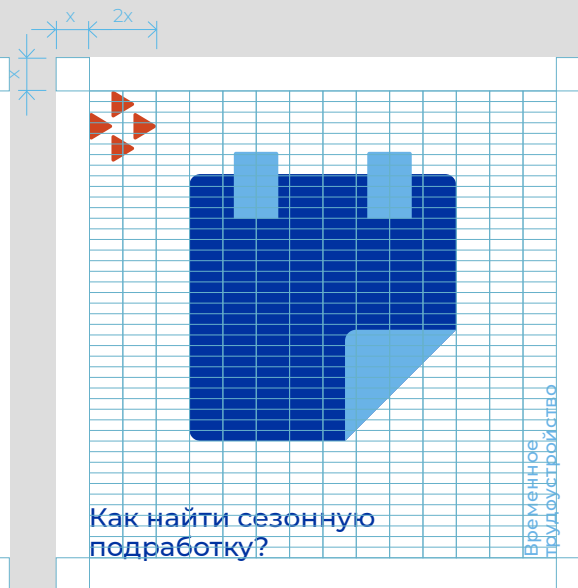 x
2x
x
Как найти сезонную
подработку?
Временное
трудоустройство